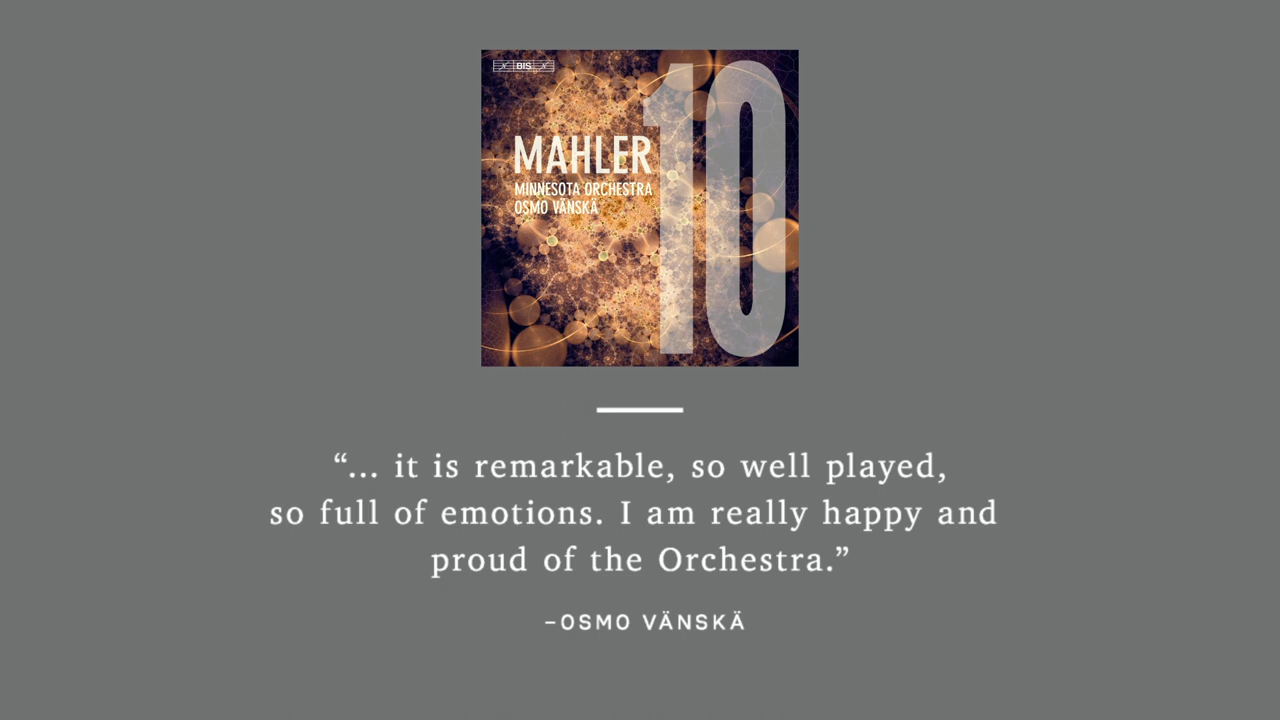 BIS
MAHLER
MINNESOTA ORCHESTRA
OSMO VÄNSKÄ
10
“... it is remarkable, so well played,
so full of emotions. I am really happy and
proud of the Orchestra.”
–OSMO VÄNSKÄ